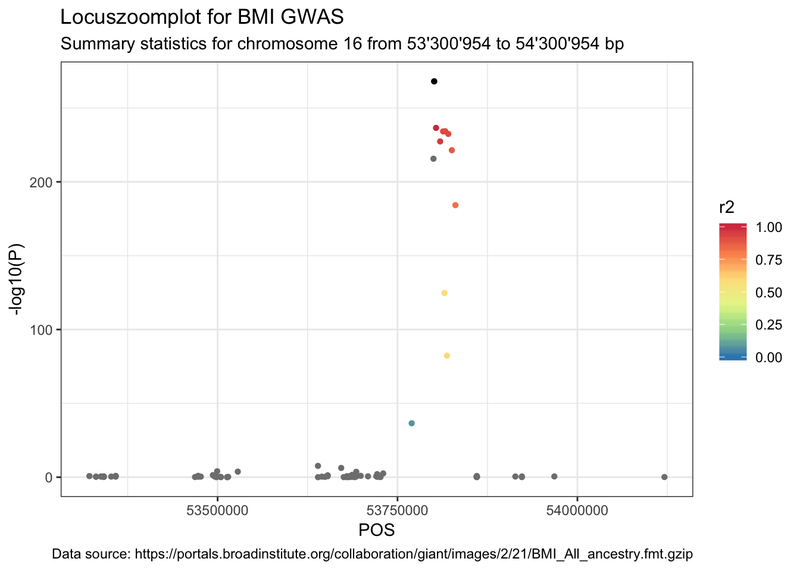 Locuszoomplot for BMI GWAS
Summary statistics for chromosome 16 from 53'300'954 to 54'300'954 bp
-log10(P)
200
100
0
53500000 53750000 54000000
POS
r2
1.00
0.75
0.50
0.25
0.00
Data source: https://portals.broadinstitute.org/collaboration/giant/images/2/21/BMI_All_ancestry.fmt.gzip